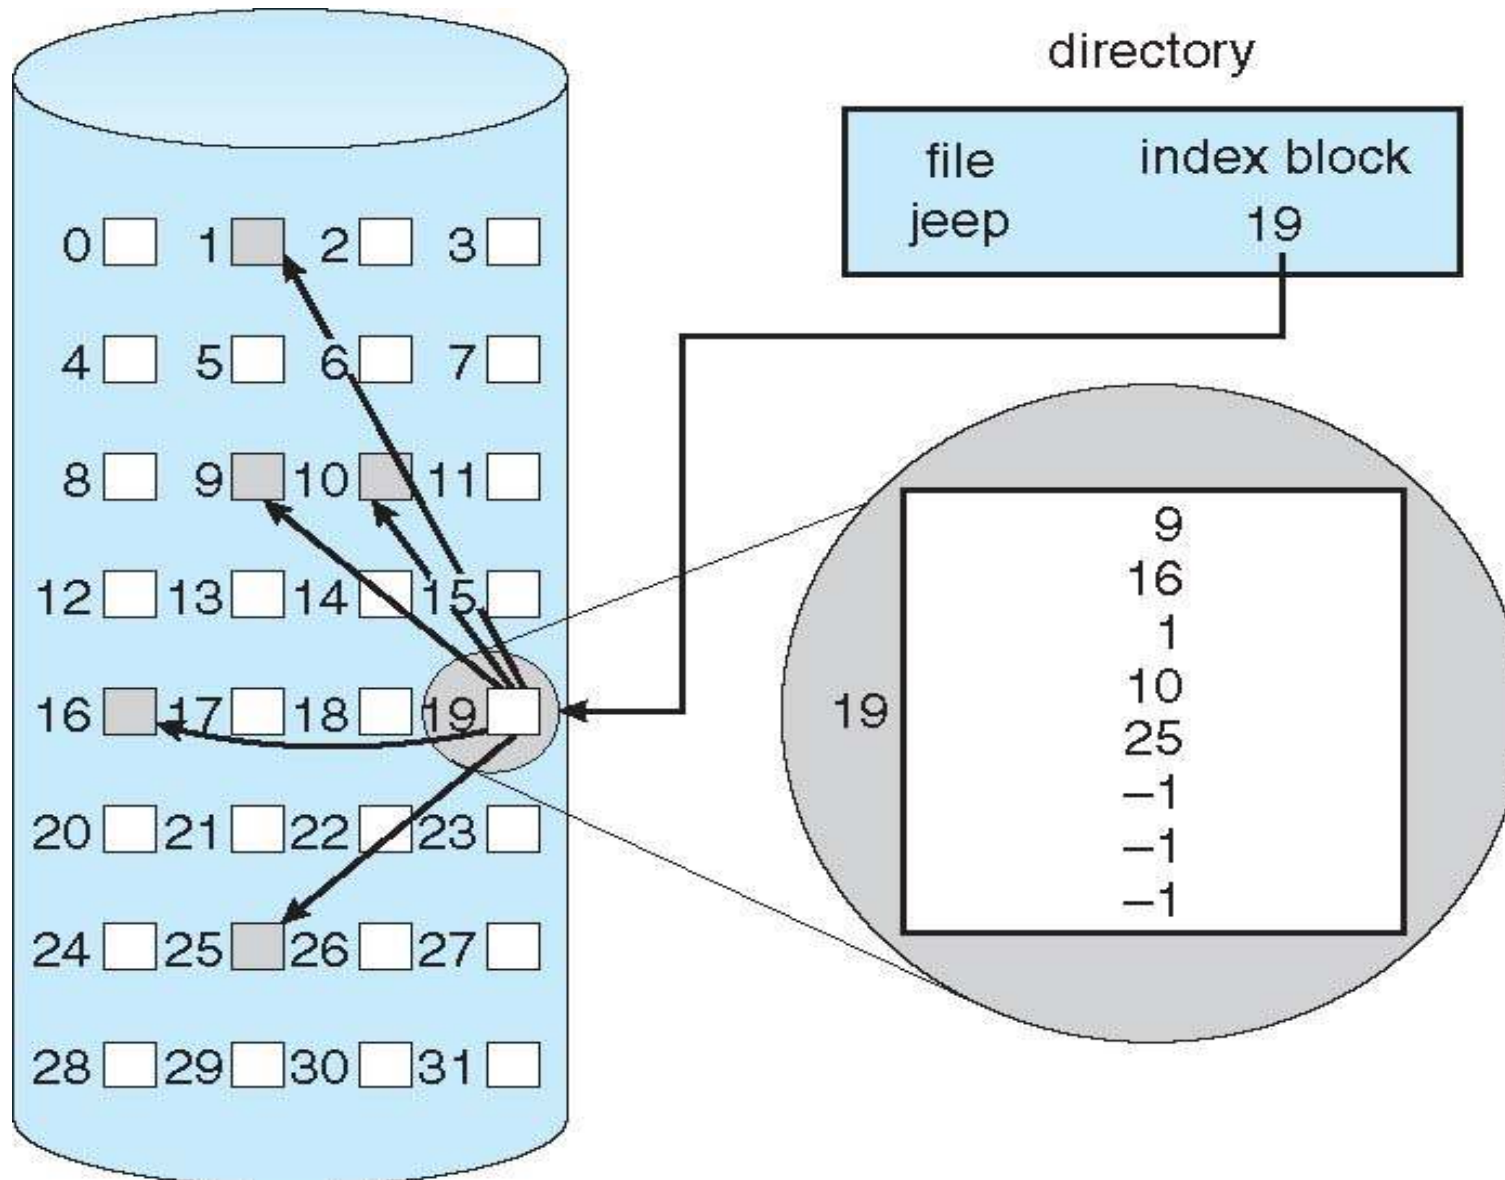 directory
file index block
jeep 19
0 1 2 3
4 5 6 7
8 9 10 11
12 13 14 15
16 17 18 19
20 21 22 23
24 25 26 27
28 29 30 31
19
9
16
1
10
25
–1
–1
–1